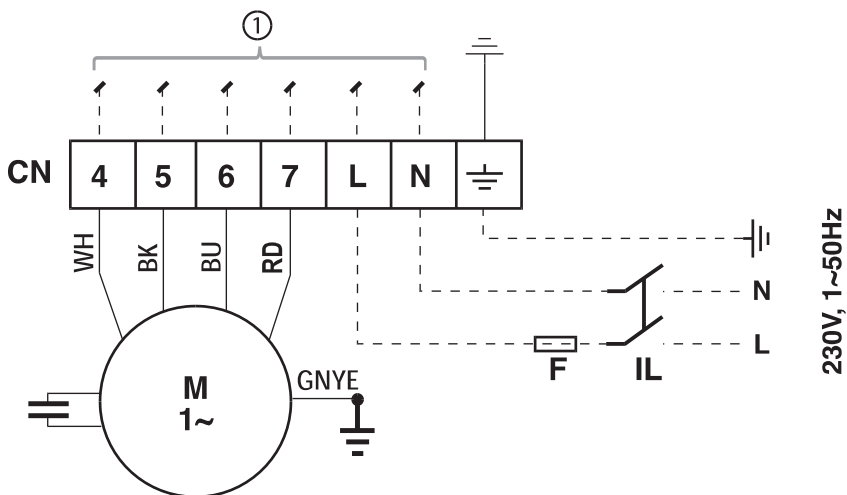 1
CN 4 5 6 7 L N
WH BK BU RD
N
L
F IL
230V, 1~50Hz
M
1~
GNYE